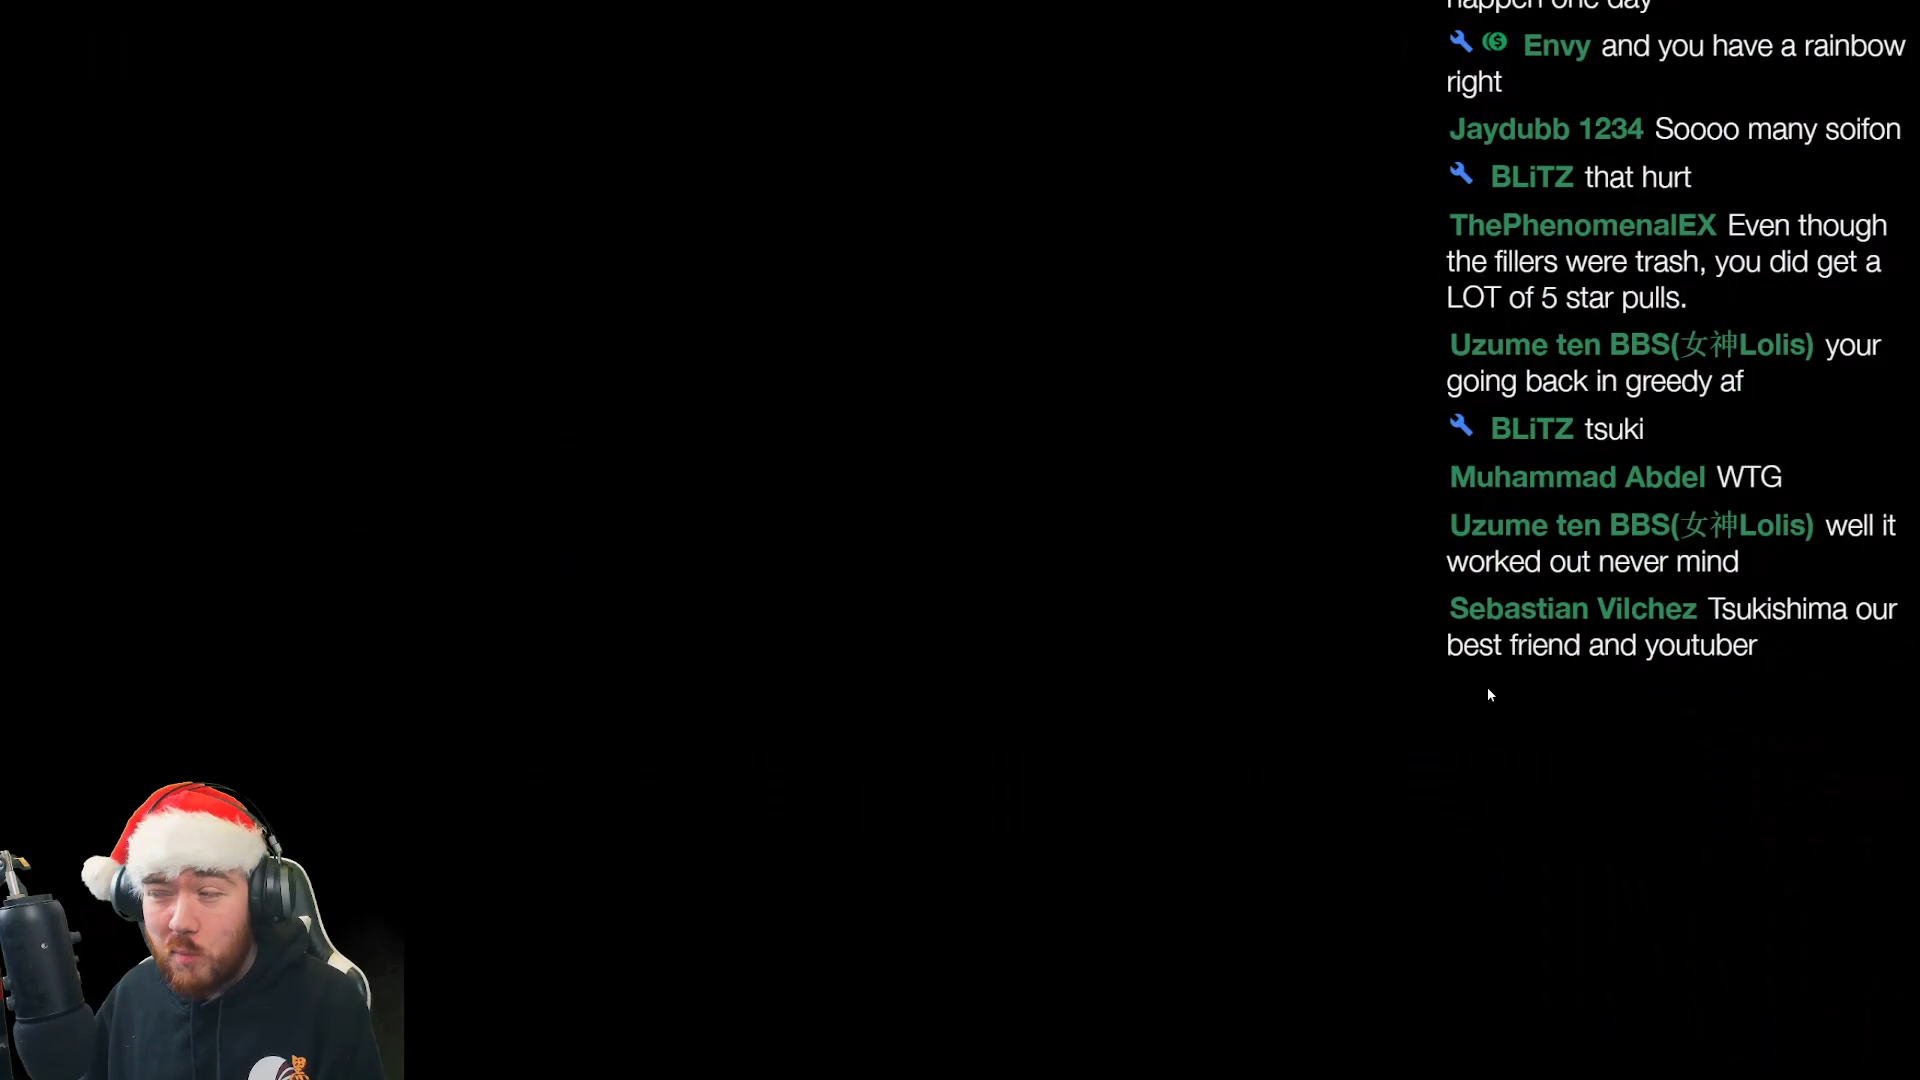 happen one day
Envy and you have a rainbow
right
Jaydubb 1234 Soooo many soifon
BLiTZ that hurt
ThePhenomenalEX Even though
the fillers were trash, you did get a
LOT of 5 star pulls.
Uzume ten BBS(女神Lolis) your
going back in greedy af
BLiTZ tsuki
Muhammad Abdel WTG
Uzume ten BBS(女神Lolis) well it
worked out never mind
Sebastian Vilchez Tsukishima our
best friend and youtuber